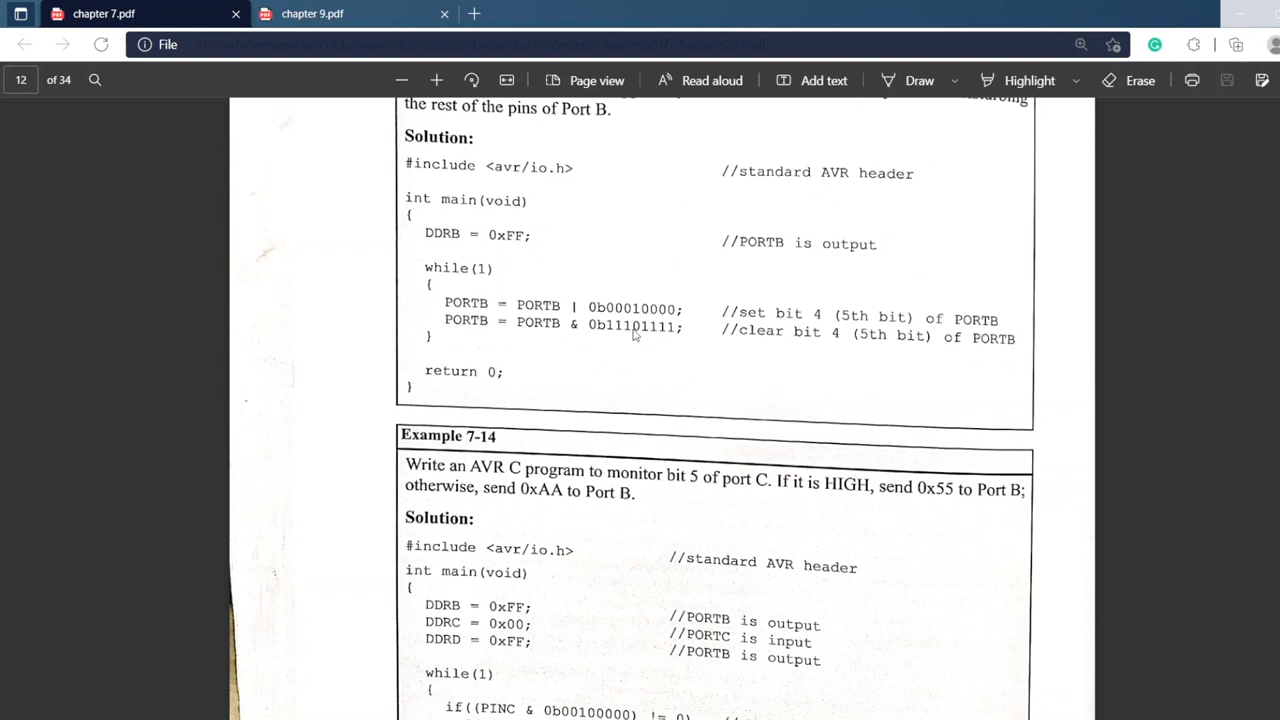 chapter 7.pdf
chapter 9.pdf
File
12 of 34
Page view
Read aloud
Add text
Draw
Highlight
Erase
the rest of the pins of Port B.
Solution:
#include <avr/io.h> //standard AVR header
int main(void)
{
DDRB = 0xFF; //PORTB is output
while(1)
{
PORTB = PORTB | 0b00010000; //set bit 4 (5th bit) of PORTB
PORTB = PORTB & 0b11101111; //clear bit 4 (5th bit) of PORTB
}
return 0;
}
Example 7-14
Write an AVR C program to monitor bit 5 of port C. If it is HIGH, send 0x55 to Port B;
otherwise, send 0xAA to Port B.
Solution:
#include <avr/io.h> //standard AVR header
int main(void)
{
DDRB = 0xFF; //PORTB is output
DDRC = 0x00; //PORTC is input
DDRD = 0xFF; //PORTB is output
while(1)
{
if((PINC & 0b00100000) != 0)